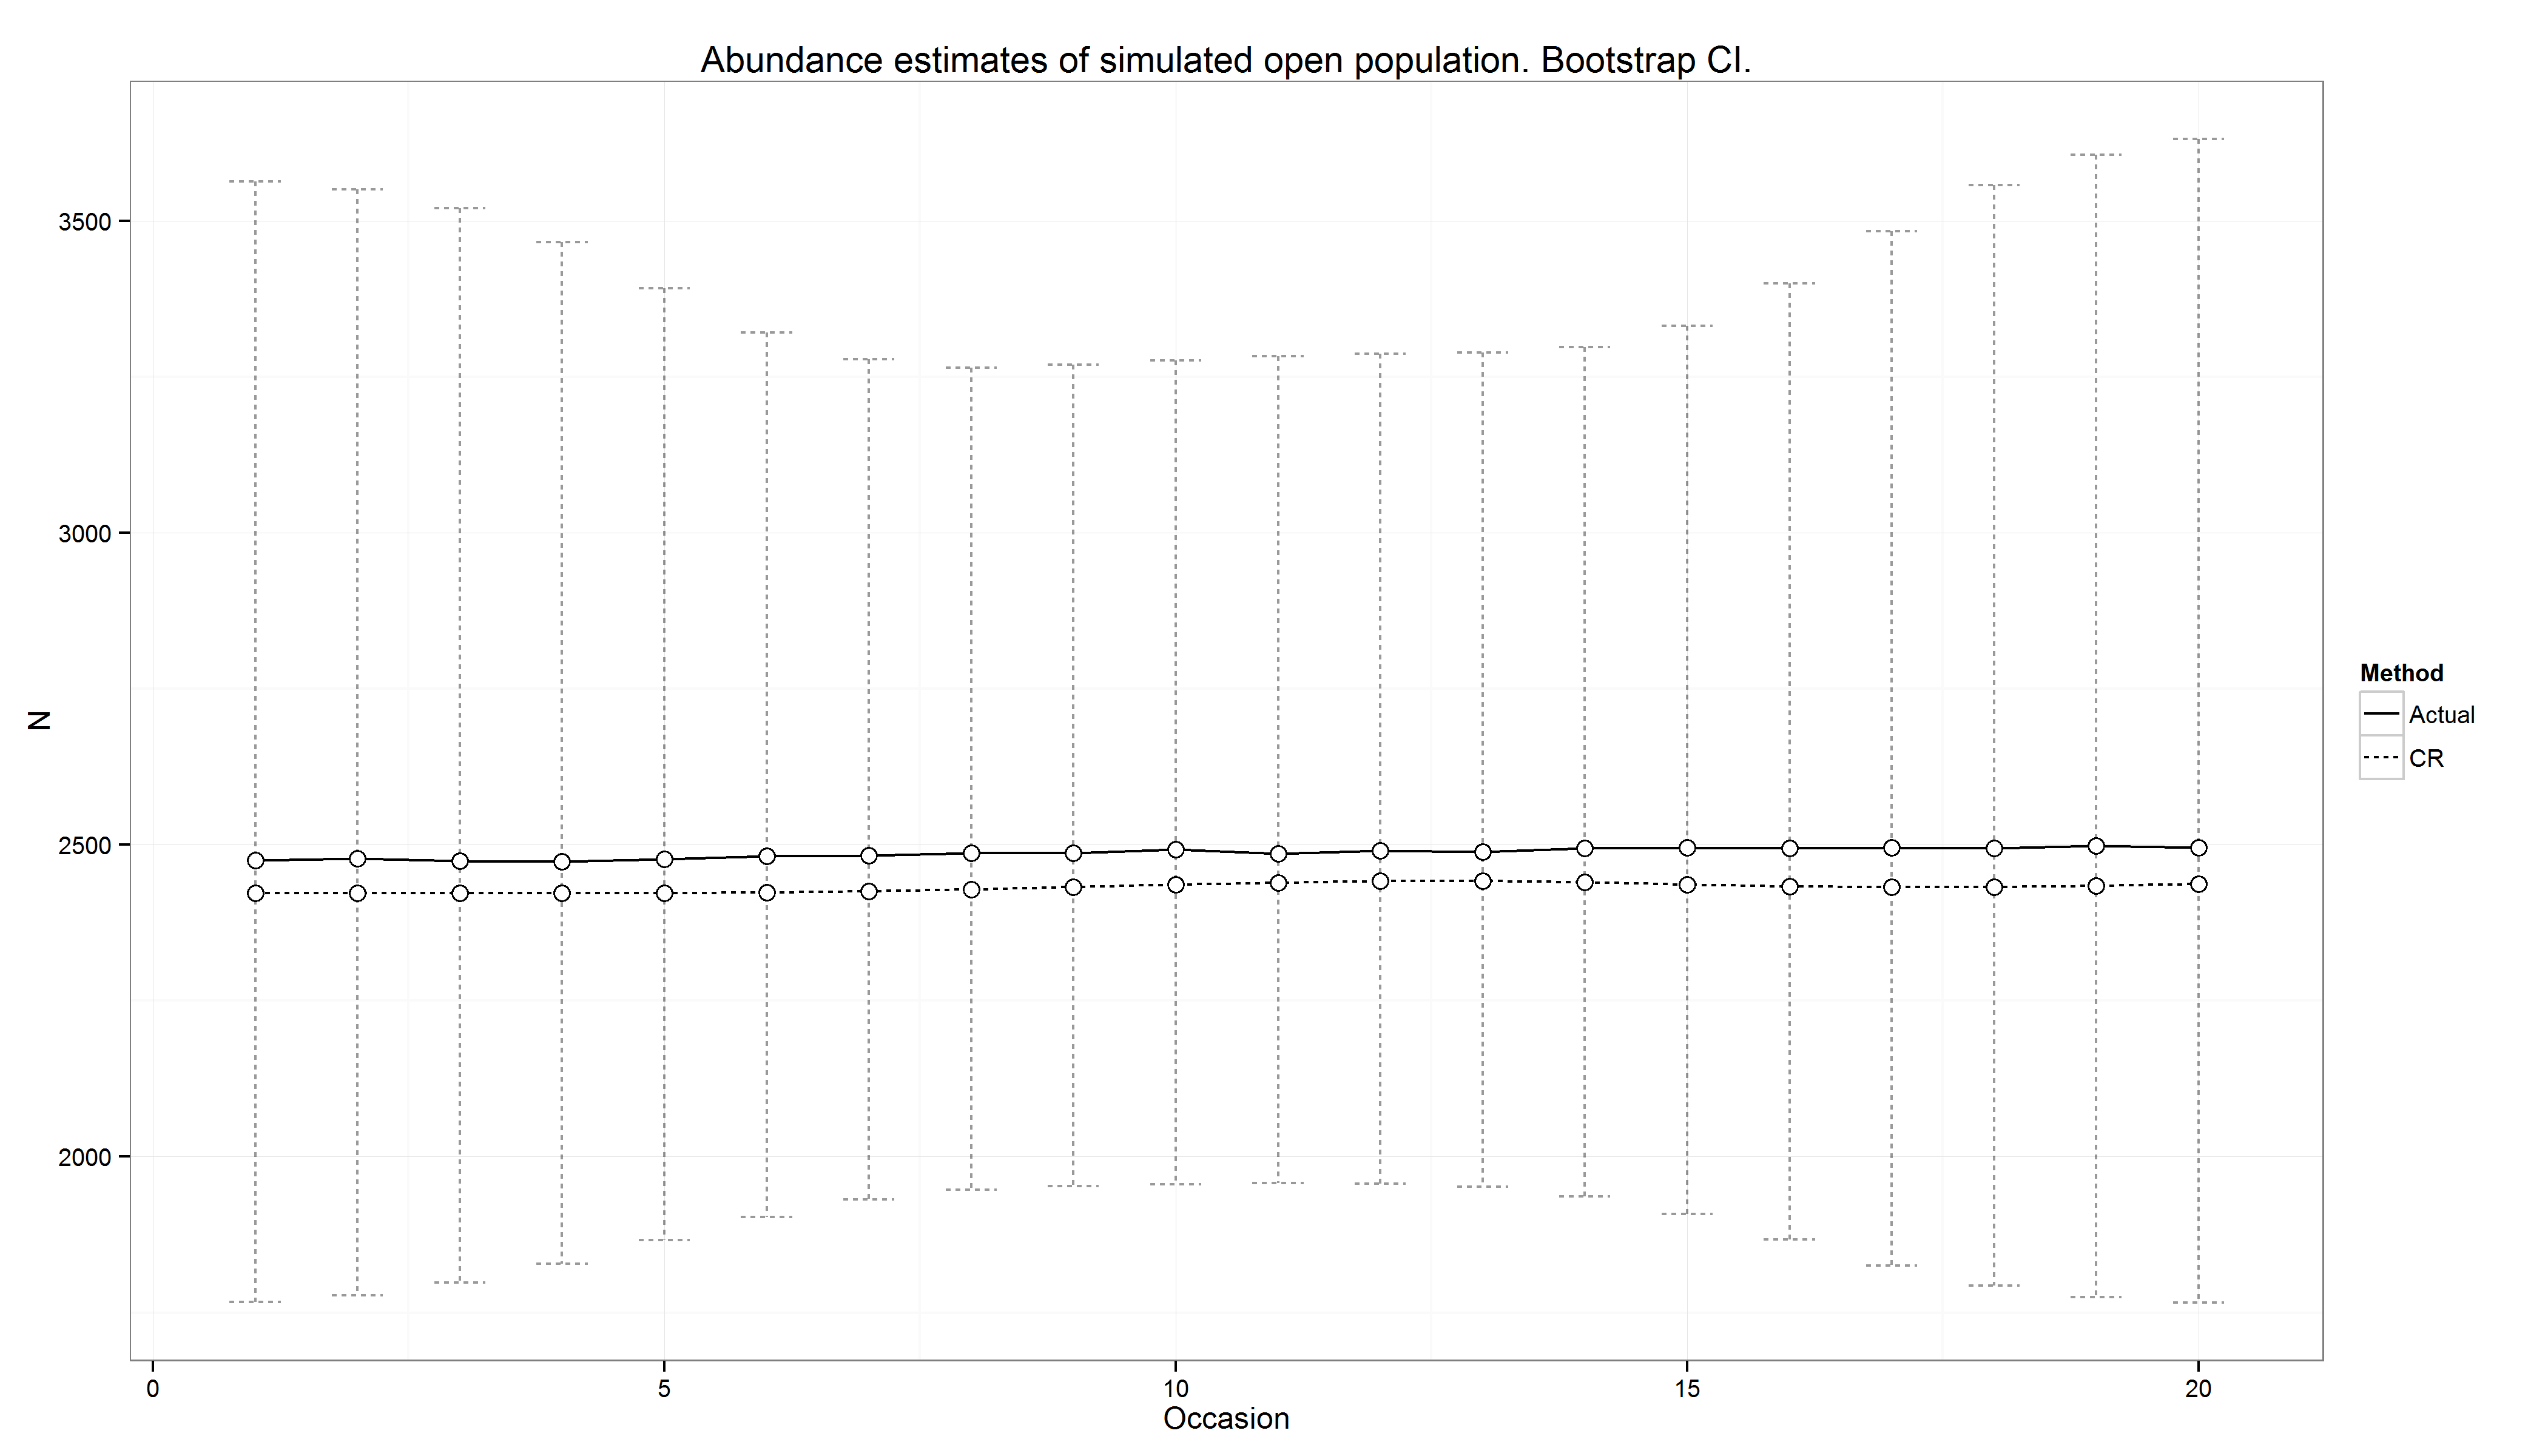 Abundance estimates of simulated open population. Bootstrap CI.
3500
3000
2500
2000
N
0 5 10 15 20
Occasion
Method
Actual
CR